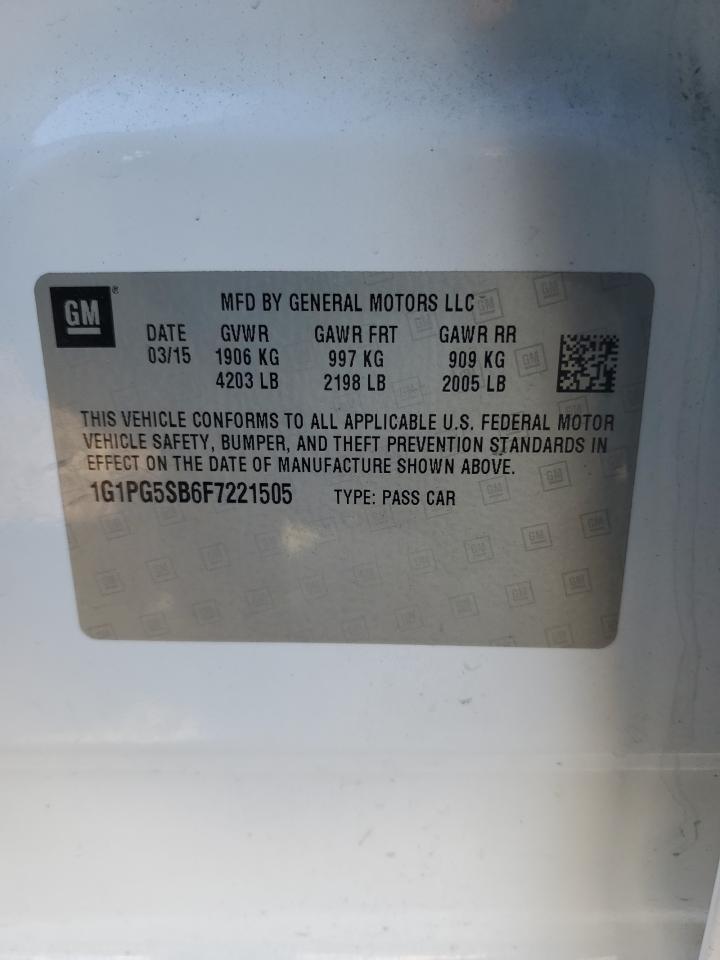 GM®
MFD BY GENERAL MOTORS LLC
DATE GVWR GAWR FRT GAWR RR
03/15 1906 KG 997 KG 909 KG
4203 LB 2198 LB 2005 LB
THIS VEHICLE CONFORMS TO ALL APPLICABLE U.S. FEDERAL MOTOR
VEHICLE SAFETY, BUMPER, AND THEFT PREVENTION STANDARDS IN
EFFECT ON THE DATE OF MANUFACTURE SHOWN ABOVE.
1G1PG5SB6F7221505 TYPE: PASS CAR